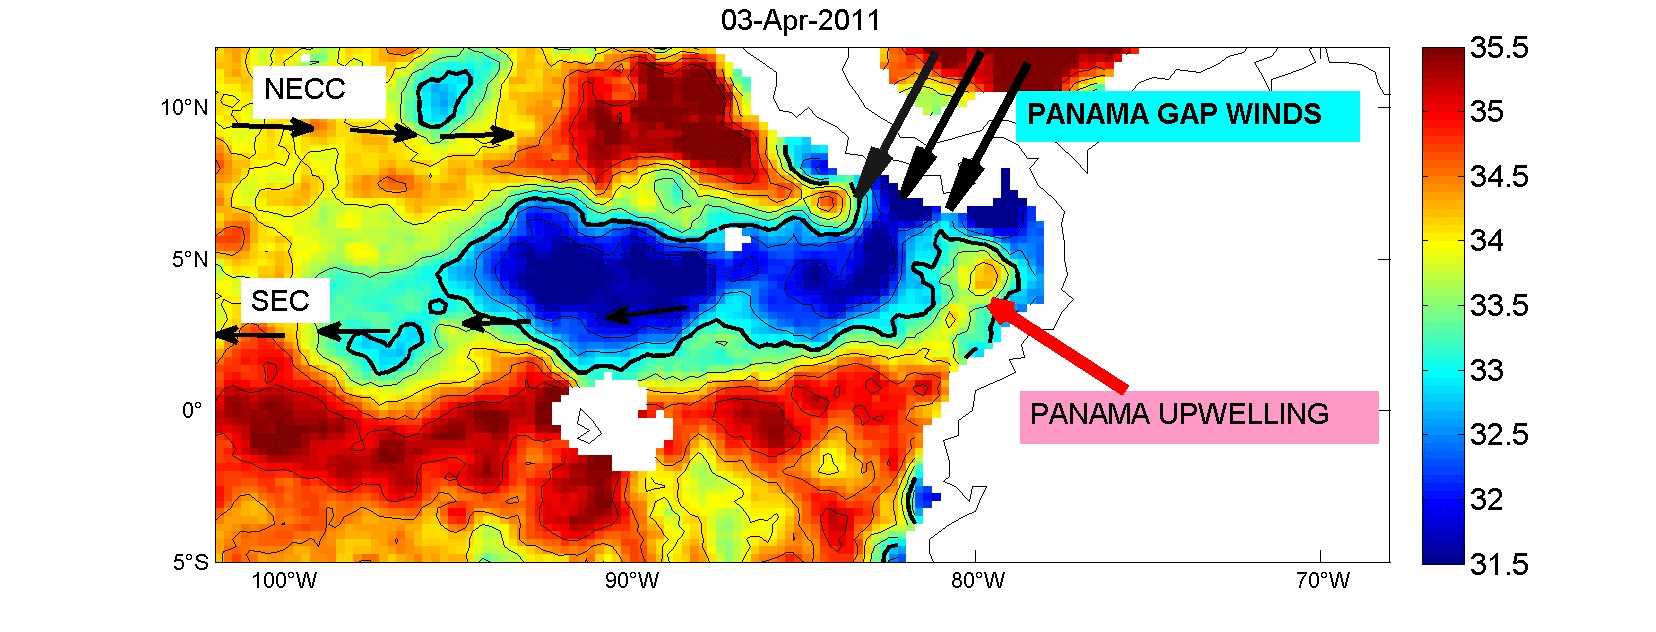 03-Apr-2011
NECC
PANAMA GAP WINDS
SEC
PANAMA UPWELLING
10°N
5°N
0°
5°S
100°W
90°W
80°W
70°W
35.5
35
34.5
34
33.5
33
32.5
32
31.5